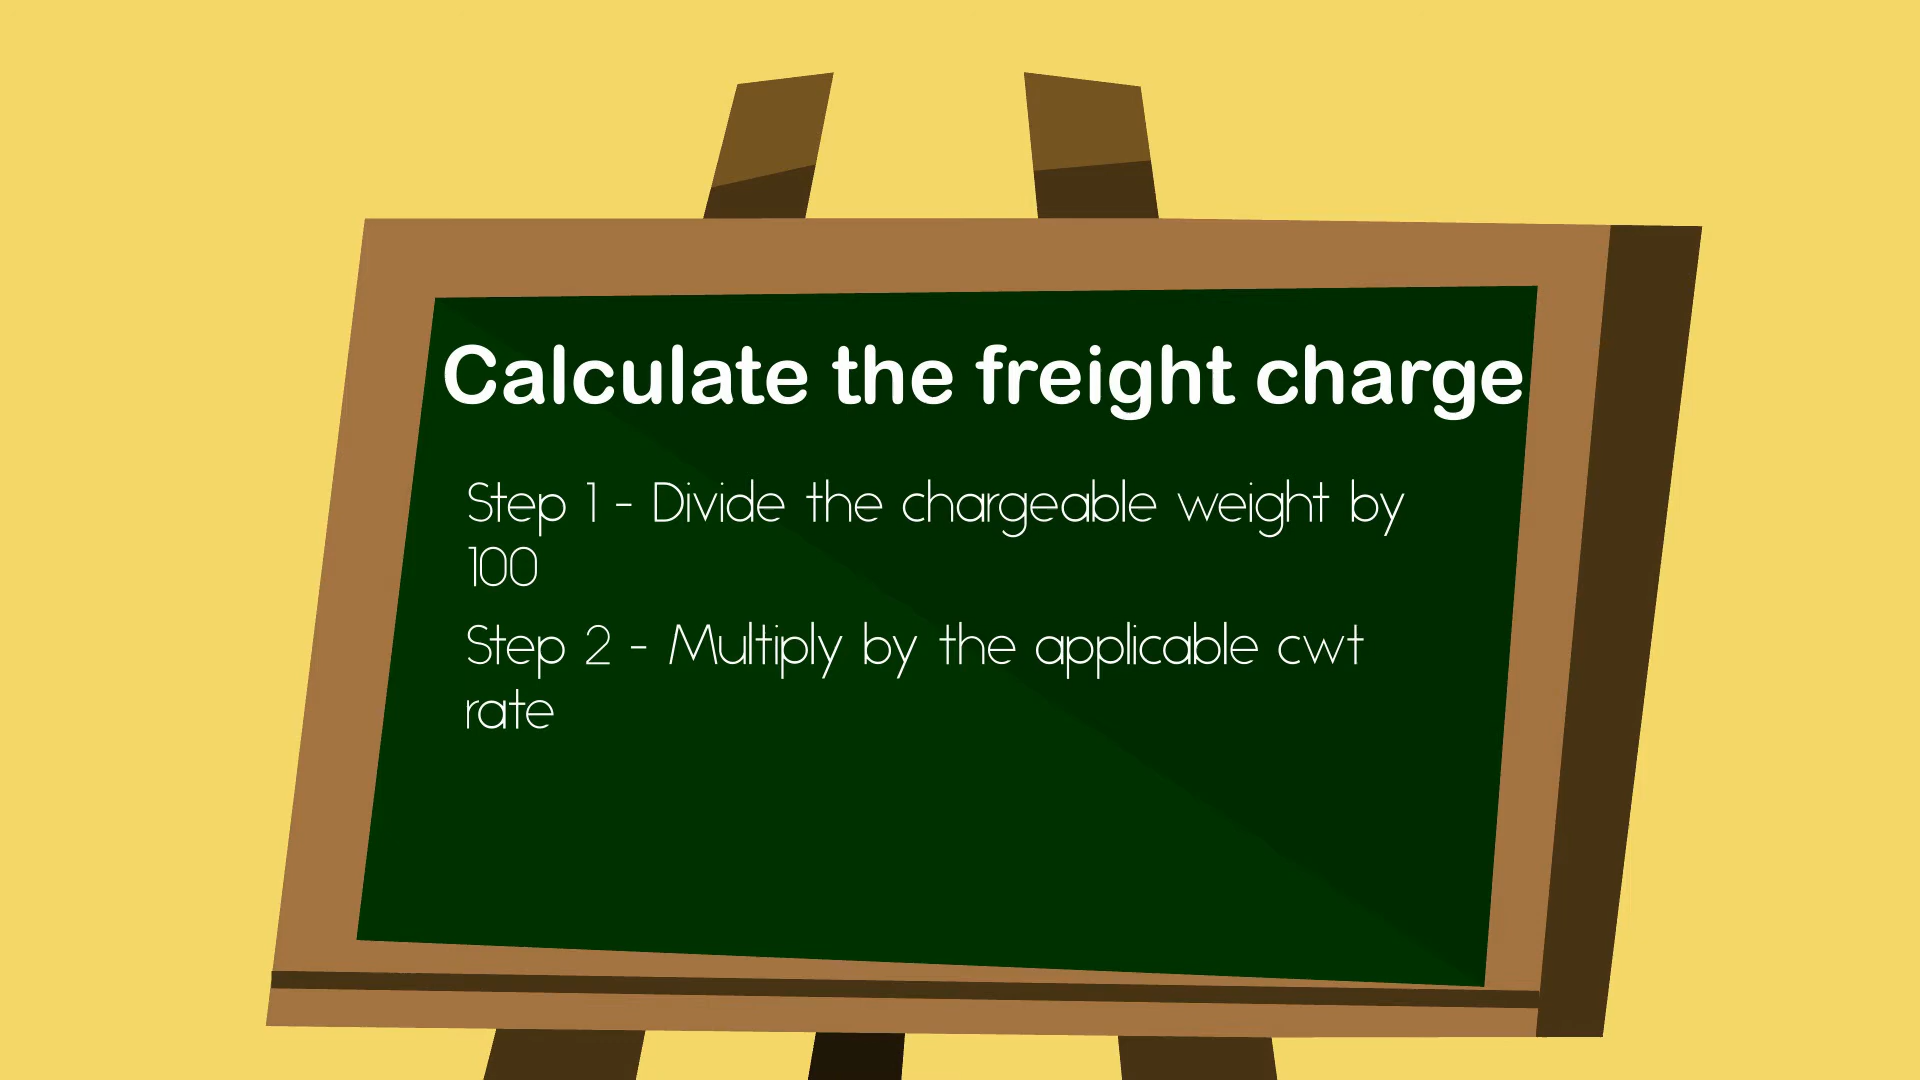 Calculate the freight charge
Step 1 - Divide the chargeable weight by
100
Step 2 - Multiply by the applicable cwt
rate